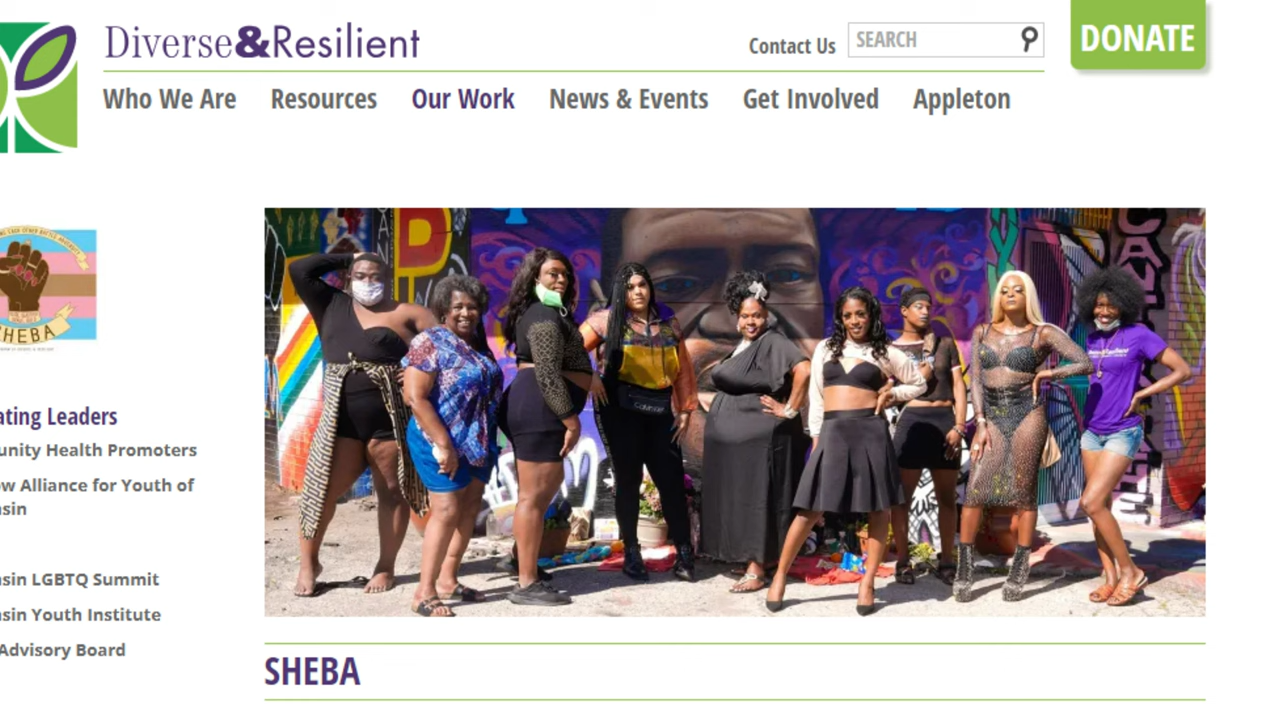 Diverse&Resilient
Contact Us
SEARCH
DONATE
Who We Are
Resources
Our Work
News & Events
Get Involved
Appleton
SHEBA
ating Leaders
unity Health Promoters
ow Alliance for Youth of
nsin
nsin LGBTQ Summit
nsin Youth Institute
Advisory Board
SHEBA